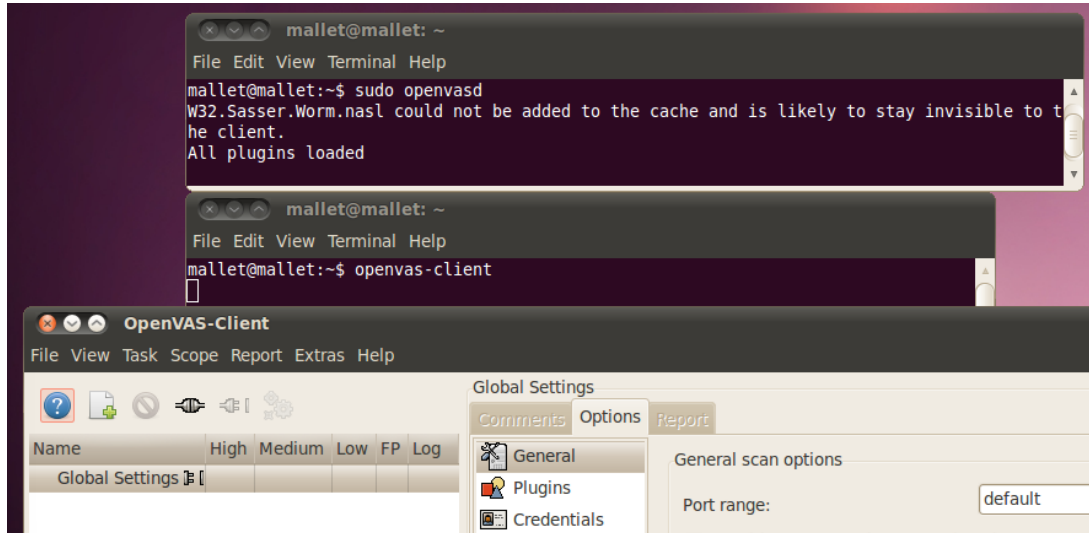 mallet@mallet: ~
File Edit View Terminal Help
mallet@mallet:~$ sudo openvasd
W32.Sasser.Worm.nasl could not be added to the cache and is likely to stay invisible to t
he client.
All plugins loaded
mallet@mallet: ~
File Edit View Terminal Help
mallet@mallet:~$ openvas-client
OpenVAS-Client
File View Task Scope Report Extras Help
Global Settings
Comments Options Report
Name High Medium Low FP Log
Global Settings
General
Plugins
Credentials
General scan options
Port range: default